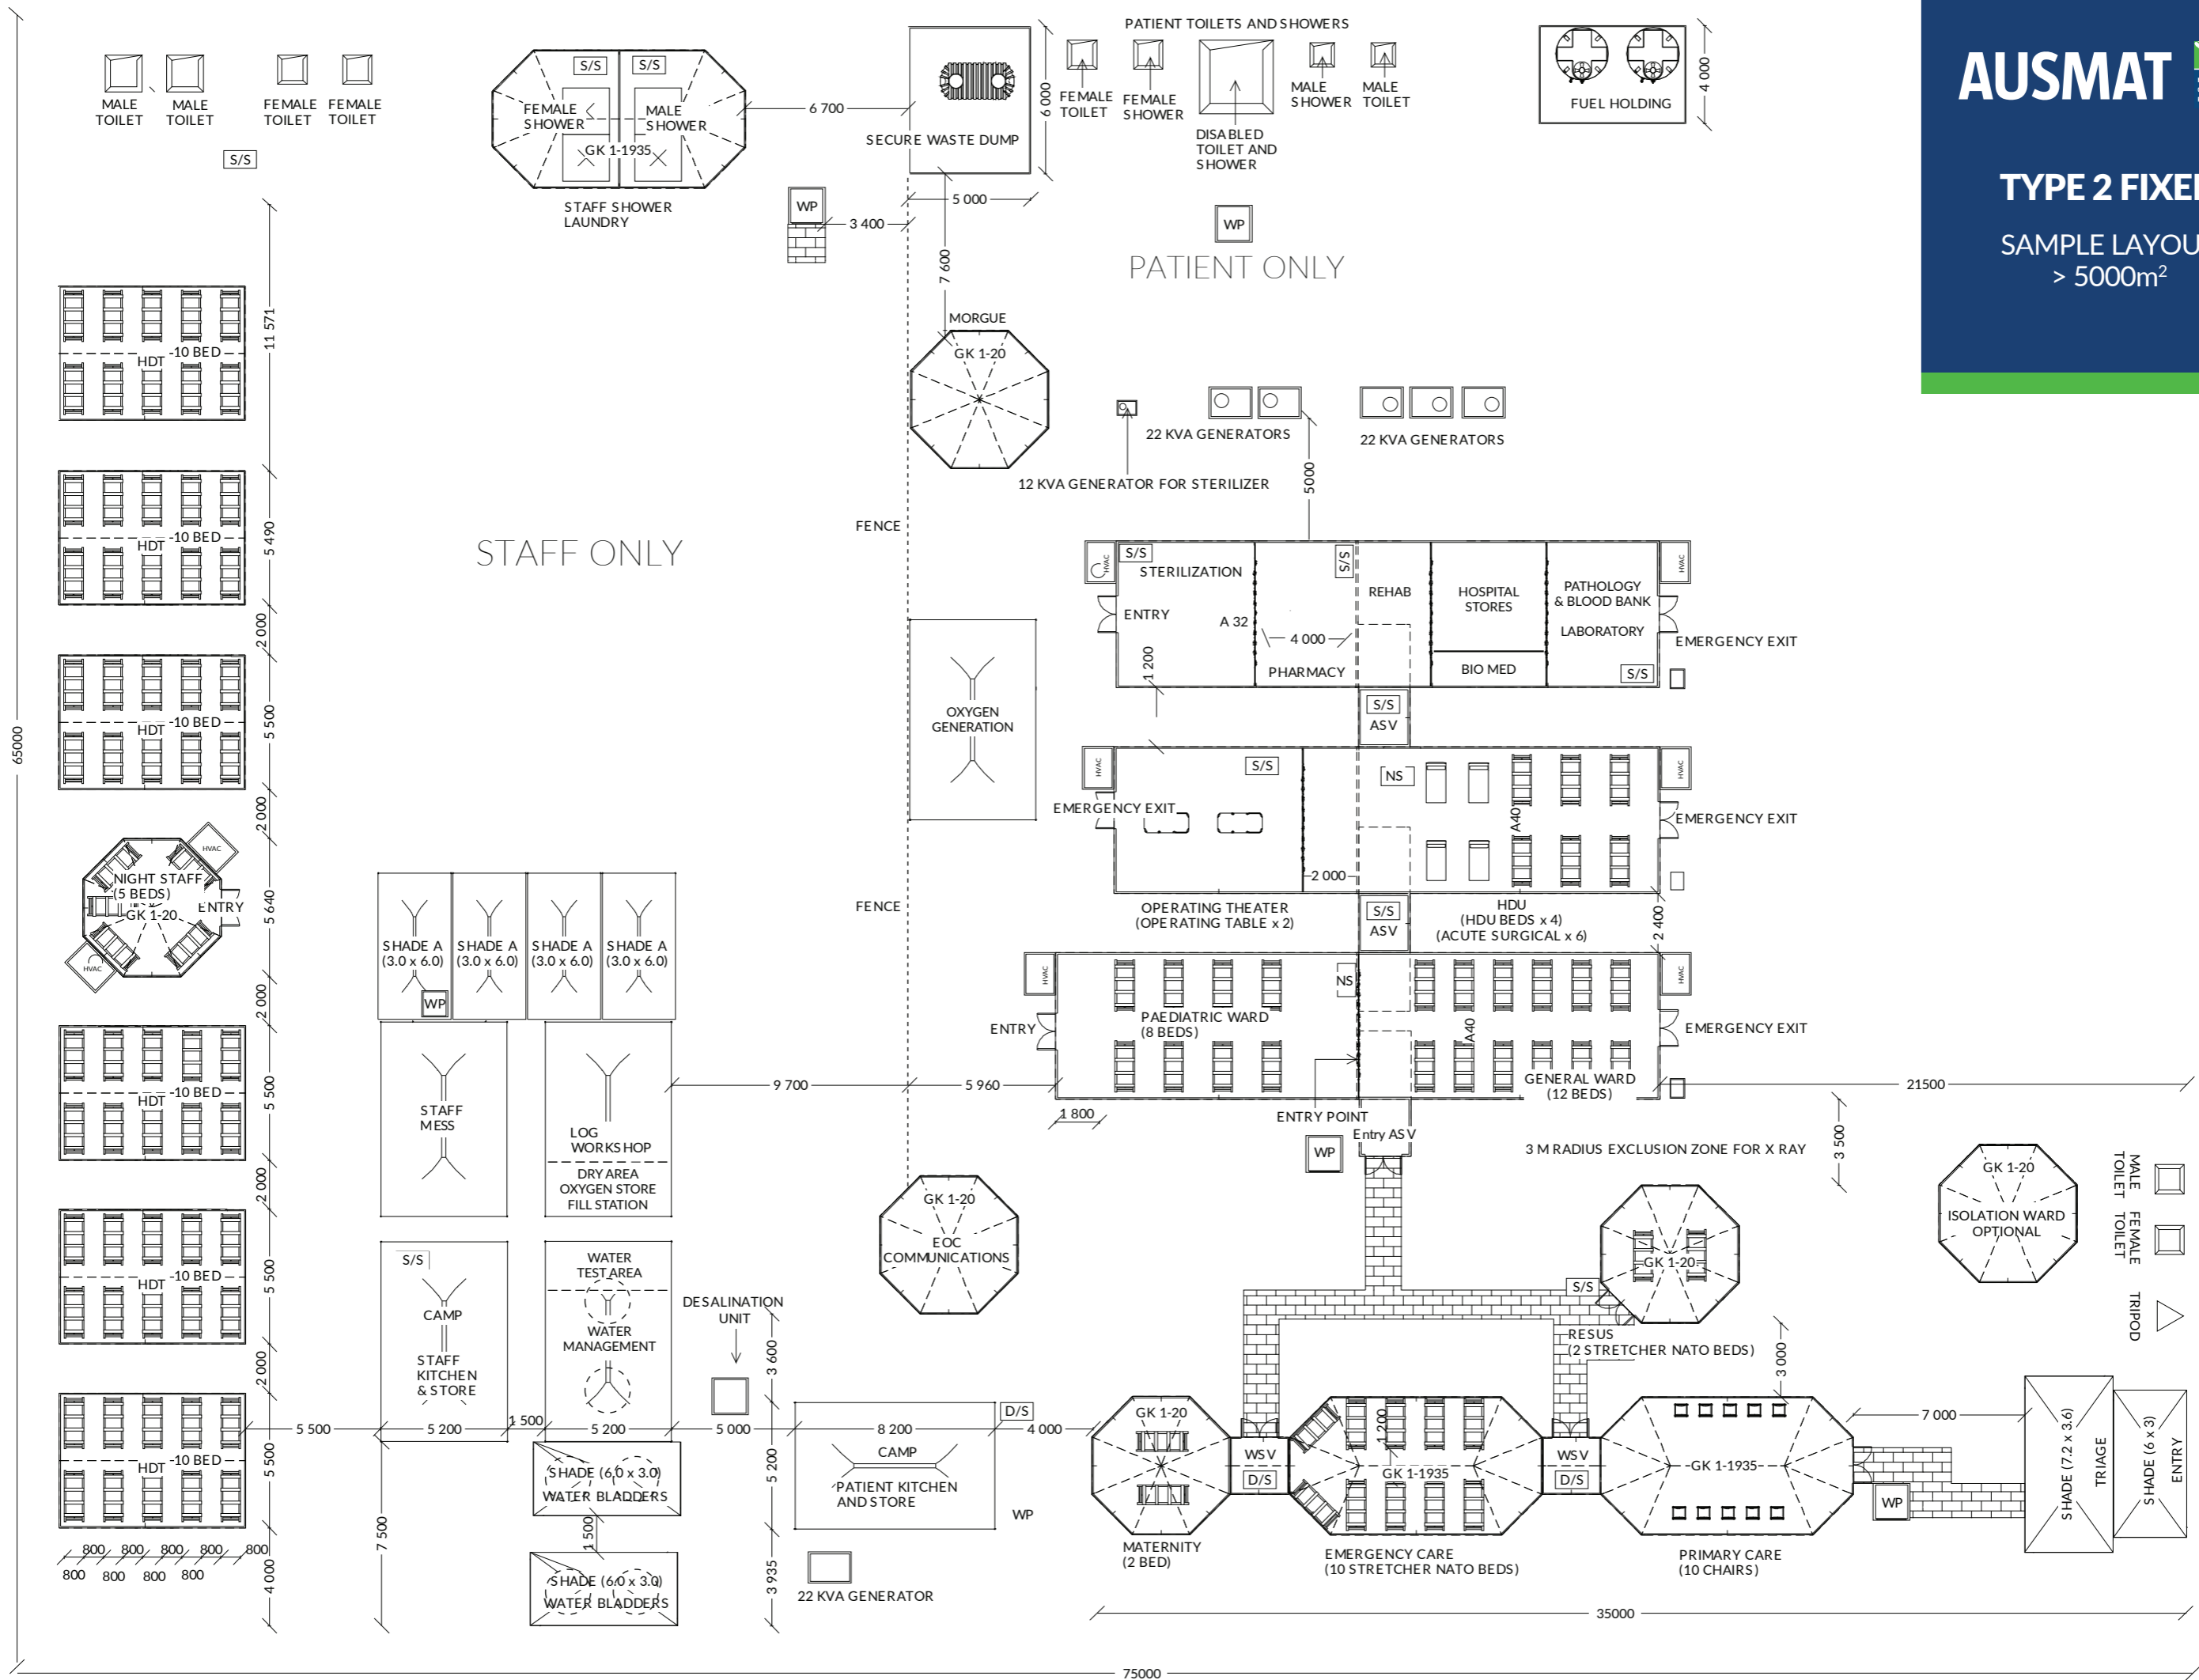 AUSMAT
TYPE 2 FIXE
SAMPLE LAYOU
> 5000m²
PATIENT TOILETS AND SHOWERS
MALE
TOILET
MALE
TOILET
FEMALE
TOILET
FEMALE
TOILET
S/S
S/S
S/S
FEMALE
SHOWER
MALE
SHOWER
GK 1-1935
STAFF SHOWER
LAUNDRY
6 700
SECURE WASTE DUMP
6 000
5 000
FEMALE
TOILET
FEMALE
SHOWER
DISABLED
TOILET AND
SHOWER
MALE
SHOWER
MALE
TOILET
FUEL HOLDING
4 000
WP
3 400
7 600
WP
PATIENT ONLY
MORGUE
GK 1-20
22 KVA GENERATORS
22 KVA GENERATORS
12 KVA GENERATOR FOR STERILIZER
5000
FENCE
STAFF ONLY
65000
11 571
HDT
10 BED
5 490
HDT
10 BED
2 000
HDT
10 BED
5 500
2 000
HVAC
NIGHT STAFF
(5 BEDS)
GK 1-20
ENTRY
HVAC
5 640
2 000
HDT
10 BED
5 500
2 000
HDT
10 BED
5 500
2 000
HDT
10 BED
5 500
4 000
800
800
800
800
800
800
800
800
800
HVAC
S/S
STERILIZATION
ENTRY
A 32
S/S
4 000
PHARMACY
1 200
REHAB
HOSPITAL
STORES
BIO MED
PATHOLOGY
& BLOOD BANK
LABORATORY
S/S
HVAC
EMERGENCY EXIT
S/S
ASV
OXYGEN
GENERATION
HVAC
EMERGENCY EXIT
S/S
2 000
NS
A40
HVAC
EMERGENCY EXIT
OPERATING THEATER
(OPERATING TABLE x 2)
S/S
ASV
HDU
(HDU BEDS x 4)
(ACUTE SURGICAL x 6)
2 400
FENCE
SHADE A
(3.0 x 6.0)
SHADE A
(3.0 x 6.0)
SHADE A
(3.0 x 6.0)
SHADE A
(3.0 x 6.0)
WP
HVAC
ENTRY
PAEDIATRIC WARD
(8 BEDS)
NS
A40
GENERAL WARD
(12 BEDS)
HVAC
EMERGENCY EXIT
9 700
5 960
21500
1 800
ENTRY POINT
Entry ASV
WP
3 500
3 M RADIUS EXCLUSION ZONE FOR X RAY
STAFF
MESS
LOG
WORKSHOP
DRY AREA
OXYGEN STORE
FILL STATION
GK 1-20
EOC
COMMUNICATIONS
GK 1-20
ISOLATION WARD
OPTIONAL
MALE
TOILET
FEMALE
TOILET
TRIPOD
S/S
CAMP
STAFF
KITCHEN
& STORE
WATER
TEST AREA
WATER
MANAGEMENT
DESALINATION
UNIT
3 600
GK 1-20
S/S
RESUS
(2 STRETCHER NATO BEDS)
3 000
5 500
5 200
1 500
5 200
5 000
8 200
4 000
D/S
7 500
SHADE (6.0 x 3.0)
WATER BLADDERS
1 500
SHADE (6.0 x 3.0)
WATER BLADDERS
5 200
3 935
CAMP
PATIENT KITCHEN
AND STORE
WP
22 KVA GENERATOR
GK 1-20
MATERNITY
(2 BED)
WSV
D/S
1 200
GK 1-1935
EMERGENCY CARE
(10 STRETCHER NATO BEDS)
WSV
D/S
GK 1-1935
PRIMARY CARE
(10 CHAIRS)
7 000
WP
SHADE (7.2 x 3.6)
TRIAGE
SHADE (6 x 3)
ENTRY
35000
75000